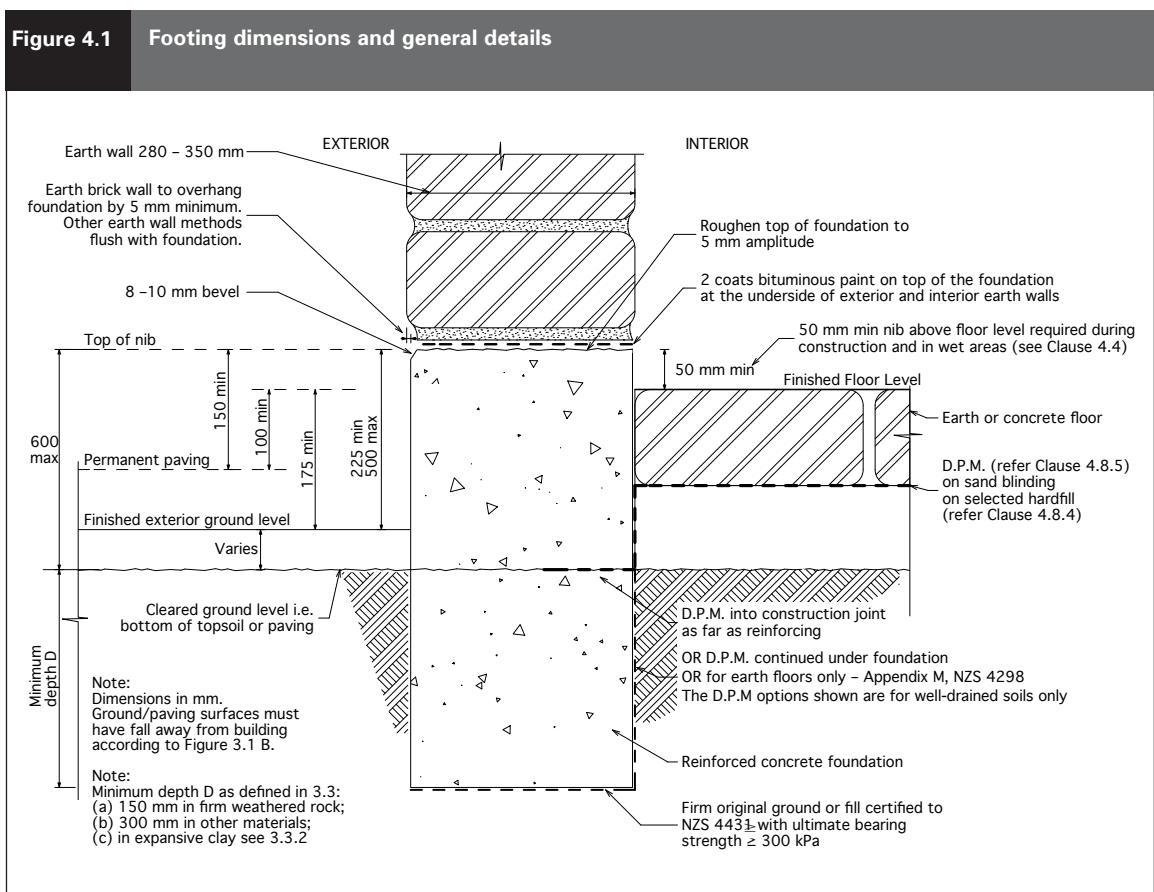 Figure 4.1
Footing dimensions and general details
EXTERIOR
INTERIOR
Earth wall 280 – 350 mm
Earth brick wall to overhang
foundation by 5 mm minimum.
Other earth wall methods
flush with foundation.
8 –10 mm bevel
Roughen top of foundation to
5 mm amplitude
2 coats bituminous paint on top of the foundation
at the underside of exterior and interior earth walls
50 mm min nib above floor level required during
construction and in wet areas (see Clause 4.4)
Top of nib
50 mm min
Finished Floor Level
150 min
100 min
175 min
225 min
500 max
600
max
Permanent paving
Earth or concrete floor
D.P.M. (refer Clause 4.8.5)
on sand blinding
on selected hardfill
(refer Clause 4.8.4)
Finished exterior ground level
Varies
Cleared ground level i.e.
bottom of topsoil or paving
Minimum
depth D
D.P.M. into construction joint
as far as reinforcing
OR D.P.M. continued under foundation
OR for earth floors only – Appendix M, NZS 4298
The D.P.M options shown are for well-drained soils only
Note:
Dimensions in mm.
Ground/paving surfaces must
have fall away from building
according to Figure 3.1 B.
Note:
Minimum depth D as defined in 3.3:
(a) 150 mm in firm weathered rock;
(b) 300 mm in other materials;
(c) in expansive clay see 3.3.2
Reinforced concrete foundation
Firm original ground or fill certified to
NZS 4431 with ultimate bearing
strength ≥ 300 kPa